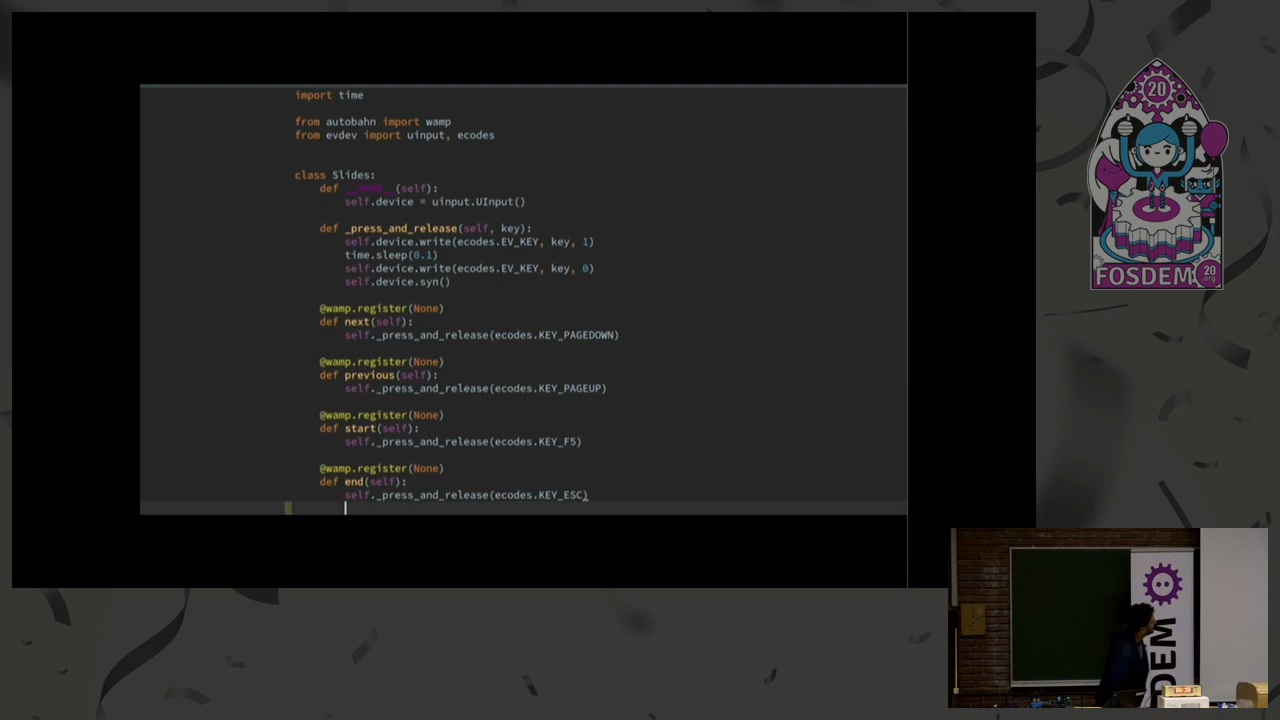 import time
from autobahn import wamp
from evdev import uinput, ecodes
class Slides:
def __init__(self):
self.device = uinput.UInput()
def _press_and_release(self, key):
self.device.write(ecodes.EV_KEY, key, 1)
time.sleep(0.1)
self.device.write(ecodes.EV_KEY, key, 0)
self.device.syn()
@wamp.register(None)
def next(self):
self._press_and_release(ecodes.KEY_PAGEDOWN)
@wamp.register(None)
def previous(self):
self._press_and_release(ecodes.KEY_PAGEUP)
@wamp.register(None)
def start(self):
self._press_and_release(ecodes.KEY_F5)
@wamp.register(None)
def end(self):
self._press_and_release(ecodes.KEY_ESC)
20
FOSDEM
20
.org
DEM